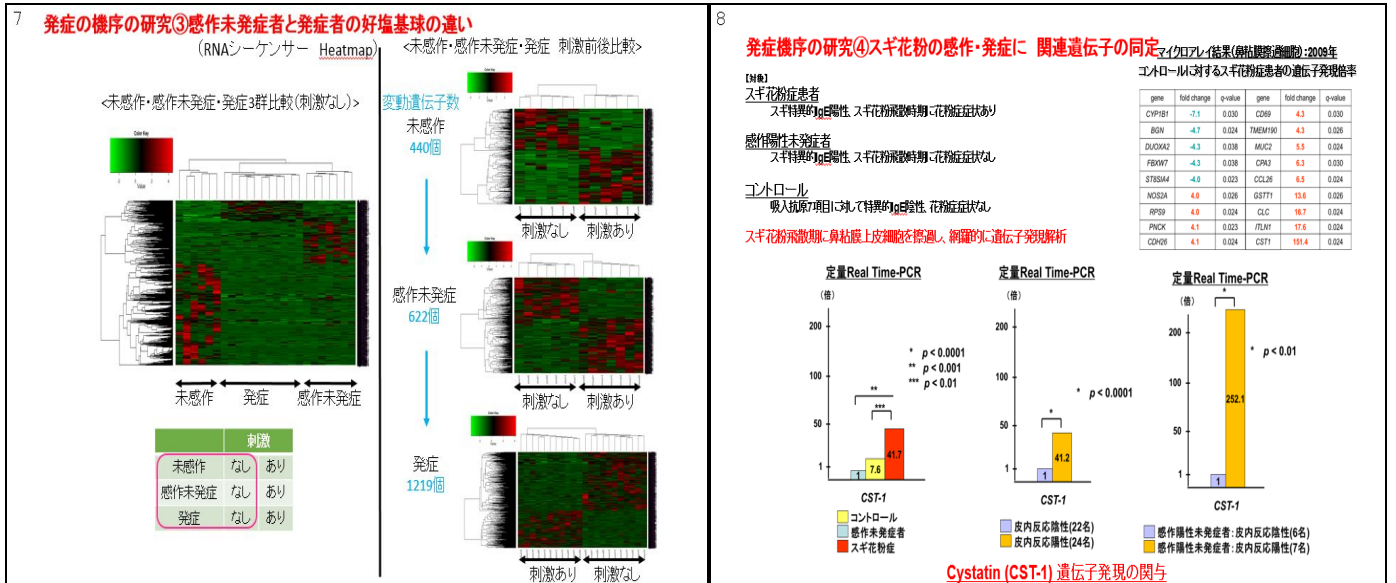 7
発症の機序の研究③感作未発症者と発症者の好塩基球の違い
(RNAシーケンサー Heatmap)
<未感作・感作未発症・発症3群比較(刺激なし)>
Color Key
Value
未感作
発症
感作未発症
刺激
未感作 なし あり
感作未発症 なし あり
発症 なし あり
<未感作・感作未発症・発症 刺激前後比較>
変動遺伝子数
未感作
440個
Color Key
刺激なし
刺激あり
感作未発症
622個
Color Key
刺激なし
刺激あり
発症
1219個
Color Key
刺激あり
刺激なし
8
発症機序の研究④スギ花粉の感作・発症に 関連遺伝子の同定
【対象】
スギ花粉症患者
スギ特異的IgE陽性、スギ花粉飛散時期に花粉症症状あり
感作陽性未発症者
スギ特異的IgE陽性、スギ花粉飛散時期に花粉症症状なし
コントロール
吸入抗原7項目に対して特異的IgE陰性、花粉症症状なし
スギ花粉飛散期に鼻粘膜上皮細胞を擦過し、網羅的に遺伝子発現解析
マイクロアレイ結果(鼻粘膜擦過細胞):2009年
コントロールに対するスギ花粉症患者の遺伝子発現倍率
gene fold change q-value gene fold change q-value
CYP1B1 -7.1 0.030 CD69 4.3 0.030
BGN -4.7 0.024 TMEM190 4.3 0.026
DUOXA2 -4.3 0.038 MUC2 5.5 0.024
FBXW7 -4.3 0.038 CPA3 6.3 0.030
ST8SIA4 -4.0 0.023 CCL26 6.5 0.024
NOS2A 4.0 0.026 GSTT1 13.6 0.026
RPS9 4.0 0.024 CLC 16.7 0.024
PNCK 4.1 0.023 ITLN1 17.6 0.024
CDH26 4.1 0.024 CST1 151.4 0.024
定量Real Time-PCR
(倍)
200
100
50
1
* p < 0.0001
** p < 0.001
*** p < 0.01
**
***
1
7.6
41.7
CST-1
コントロール
感作未発症者
スギ花粉症
定量Real Time-PCR
(倍)
200
100
50
1
* p < 0.0001
*
1
41.2
CST-1
皮内反応陰性(22名)
皮内反応陽性(24名)
定量Real Time-PCR
(倍)
200
100
50
1
*
* p < 0.01
1
252.1
CST-1
感作陽性未発症者:皮内反応陰性(6名)
感作陽性未発症者:皮内反応陽性(7名)
Cystatin (CST-1) 遺伝子発現の関与